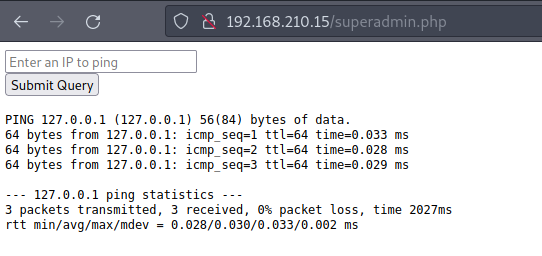 192.168.210.15/superadmin.php
Enter an IP to ping
Submit Query
PING 127.0.0.1 (127.0.0.1) 56(84) bytes of data.
64 bytes from 127.0.0.1: icmp_seq=1 ttl=64 time=0.033 ms
64 bytes from 127.0.0.1: icmp_seq=2 ttl=64 time=0.028 ms
64 bytes from 127.0.0.1: icmp_seq=3 ttl=64 time=0.029 ms
--- 127.0.0.1 ping statistics ---
3 packets transmitted, 3 received, 0% packet loss, time 2027ms
rtt min/avg/max/mdev = 0.028/0.030/0.033/0.002 ms